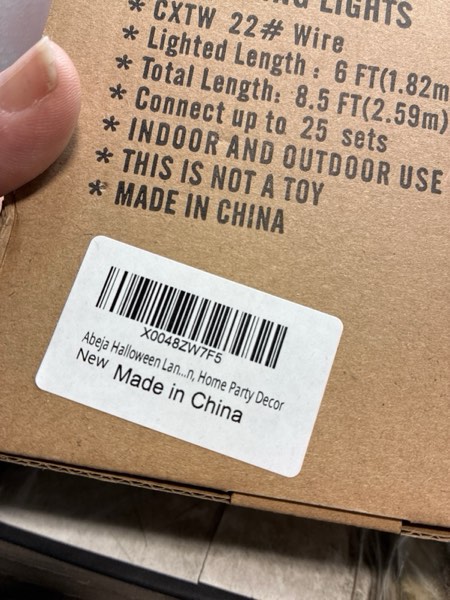 LIGHTS
* CXTW 22# Wire
* Lighted Length: 6 FT(1.82m
* Total Length: 8.5 FT(2.59m)
* Connect up to 25 sets
* INDOOR AND OUTDOOR USE
* THIS IS NOT A TOY
* MADE IN CHINA
X0048ZW7F5
Abeja Halloween Lan...n, Home Party Decor
New Made in China